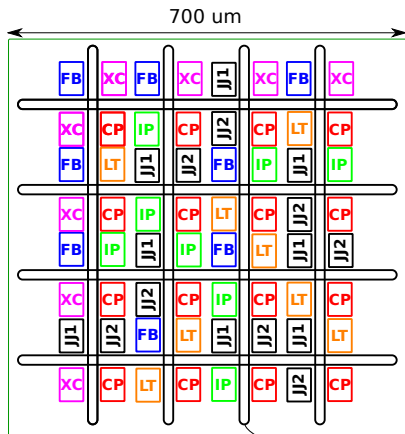 700 um
FB XC FB XC JJ1 XC FB XC
XC CP IP CP JJ2 CP LT CP
FB LT JJ1 JJ2 FB IP JJ1 IP
XC CP IP CP LT CP JJ2 CP
FB IP JJ1 IP FB LT JJ1 JJ2
XC CP JJ2 CP IP CP LT CP
JJ1 JJ2 FB LT JJ1 JJ2 JJ1 LT
XC CP LT CP IP CP JJ2 CP